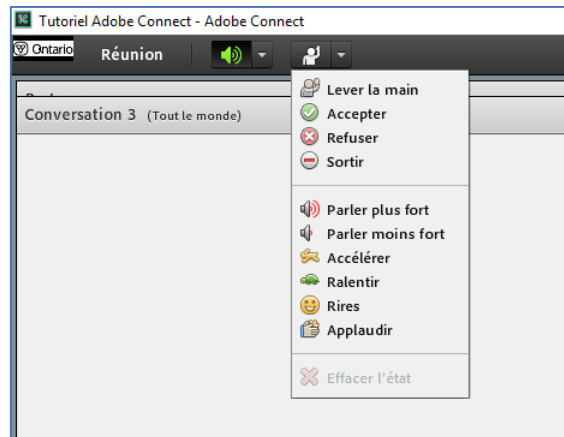 Tutoriel Adobe Connect - Adobe Connect
Ontario Réunion
Conversation 3 (Tout le monde)
Lever la main
Accepter
Refuser
Sortir
Parler plus fort
Parler moins fort
Accélérer
Ralentir
Rires
Applaudir
Effacer l'état